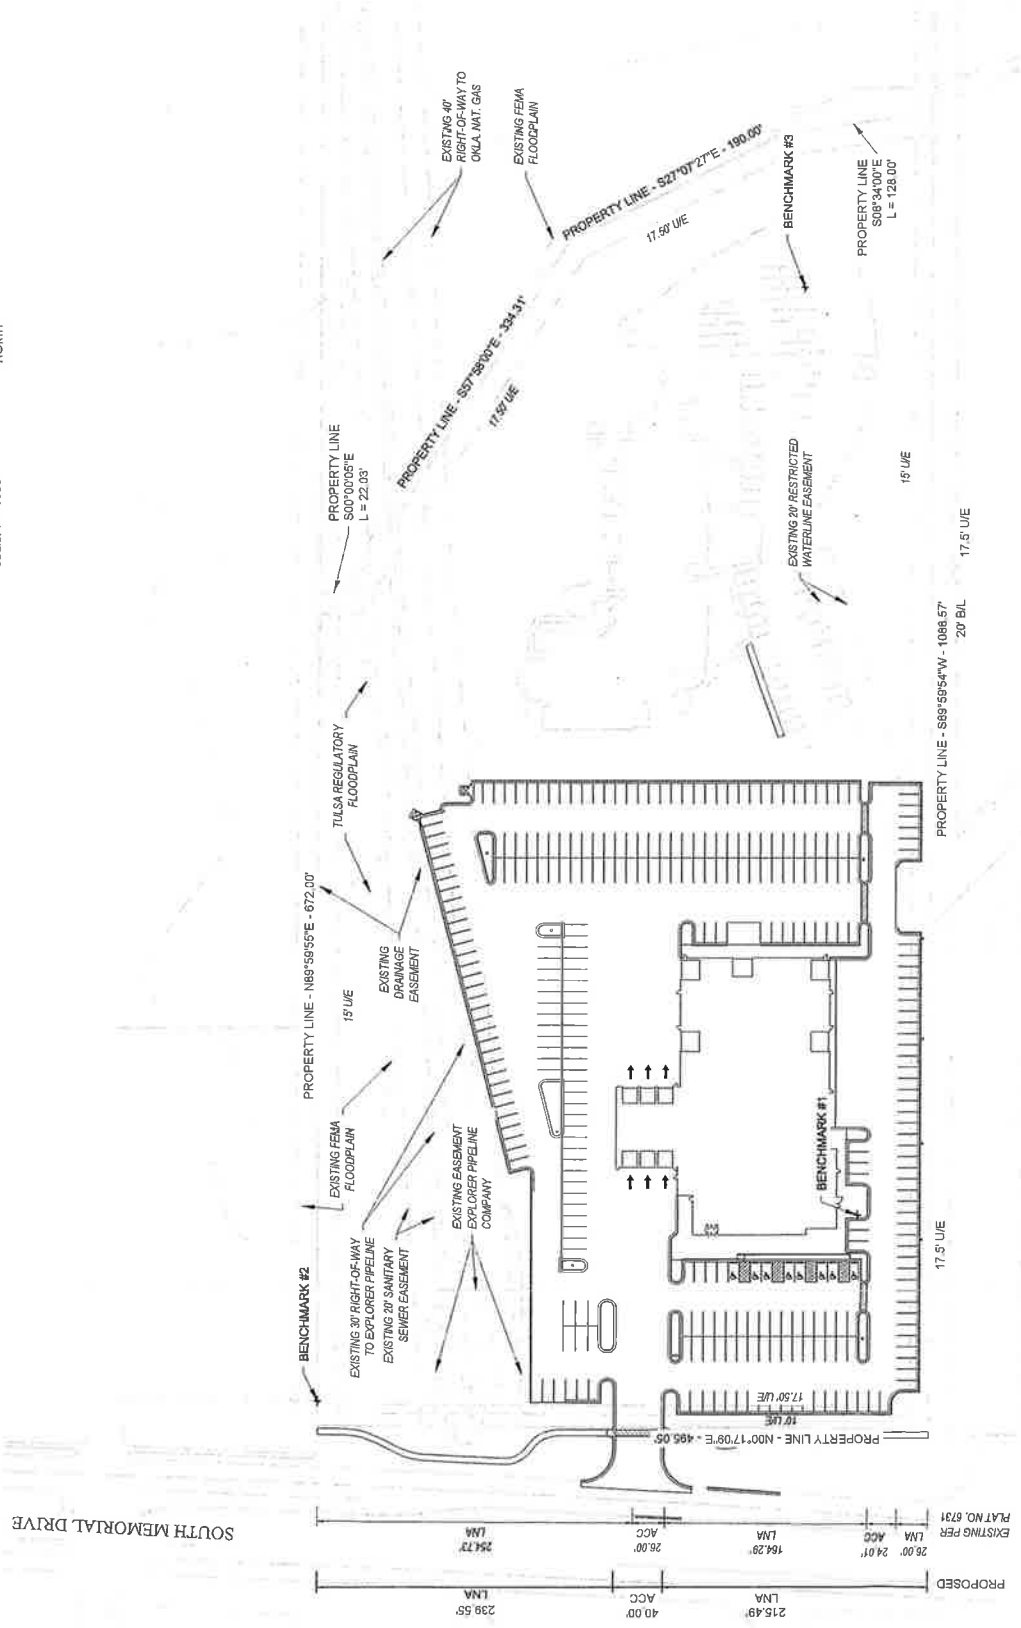 NORTH
EXISTING 40'
RIGHT-OF-WAY TO
OKLA. NAT. GAS
EXISTING FEMA
FLOODPLAIN
PROPERTY LINE - S27°07'27"E - 190.00'
17.50' U/E
BENCHMARK #3
PROPERTY LINE
S08°34'00"E
L = 128.00'
PROPERTY LINE - S57°58'00"E - 334.31'
17.50' U/E
PROPERTY LINE
S00°00'05"E
L = 22.03'
EXISTING 20' RESTRICTED
WATERLINE EASEMENT
15' U/E
17.5' U/E
20' B/L
PROPERTY LINE - S89°59'54"W - 1088.57'
TULSA REGULATORY
FLOODPLAIN
PROPERTY LINE - N89°59'55"E - 672.00'
15' U/E
EXISTING
DRAINAGE
EASEMENT
EXISTING FEMA
FLOODPLAIN
BENCHMARK #2
EXISTING 30' RIGHT-OF-WAY
TO EXPLORER PIPELINE
EXISTING 20' SANITARY
SEWER EASEMENT
EXISTING EASEMENT
EXPLORER PIPELINE
COMPANY
BENCHMARK #1
17.5' U/E
17.50' U/E
10' U/E
PROPERTY LINE - N00°17'09"E - 495.05'
SOUTH MEMORIAL DRIVE
EXISTING PER
PLAT NO. 6731
26.00'
LNA
24.01'
ACC
164.29'
LNA
26.00'
ACC
254.73'
LNA
PROPOSED
215.49'
LNA
40.00'
ACC
239.55'
LNA